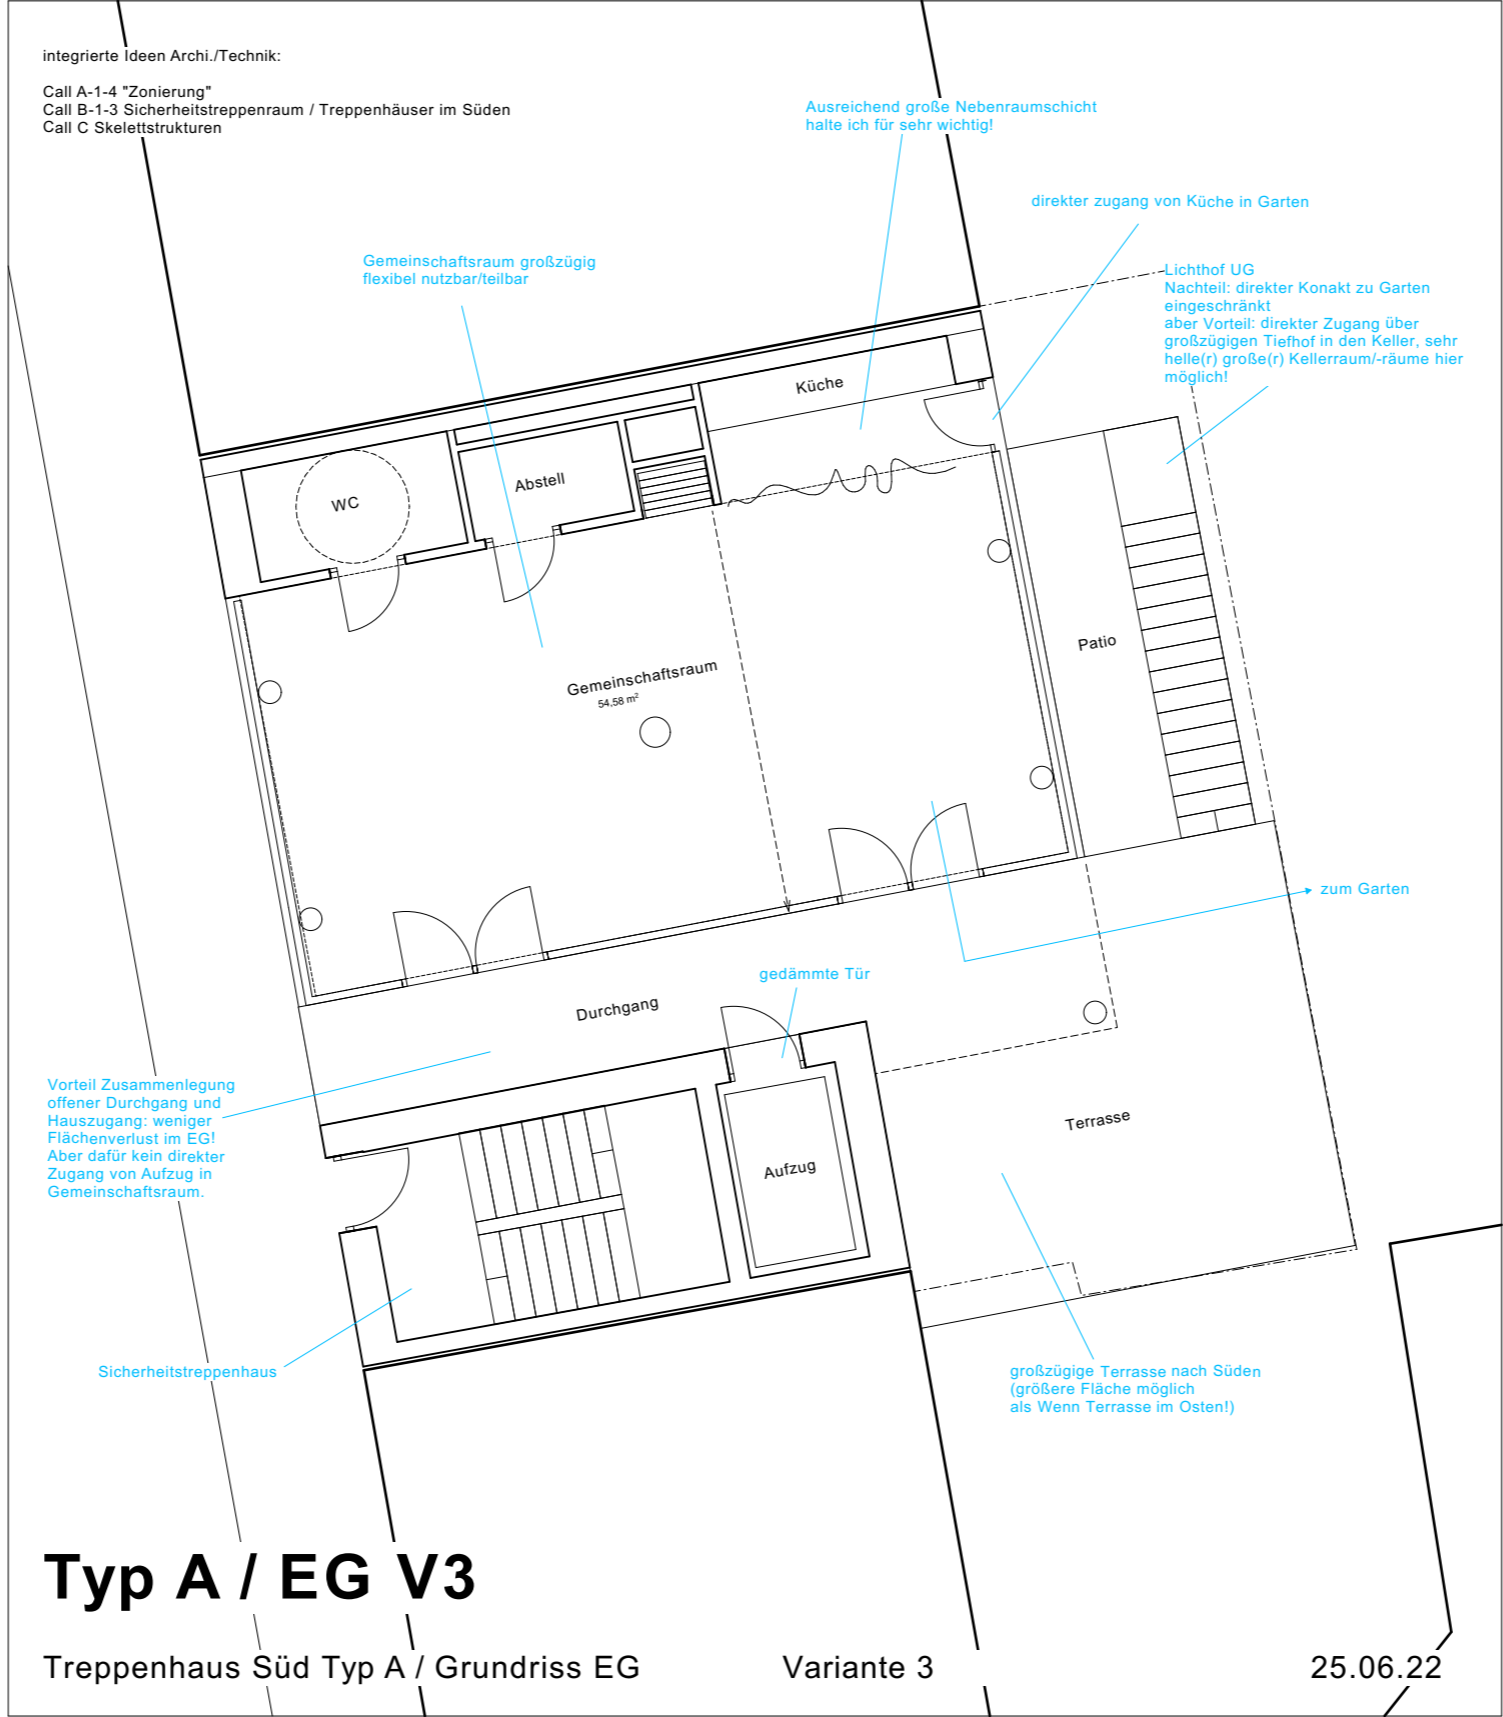 integrierte Ideen Archi./Technik:
Call A-1-4 "Zonierung"
Call B-1-3 Sicherheitstreppenraum / Treppenhäuser im Süden
Call C Skelettstrukturen
Ausreichend große Nebenraumschicht
halte ich für sehr wichtig!
direkter zugang von Küche in Garten
Gemeinschaftsraum großzügig
flexibel nutzbar/teilbar
Lichthof UG
Nachteil: direkter Konakt zu Garten
eingeschränkt
aber Vorteil: direkter Zugang über
großzügigen Tiefhof in den Keller, sehr
helle(r) große(r) Kellerraum/-räume hier
möglich!
Küche
Abstell
WC
Patio
Gemeinschaftsraum
54,58 m²
zum Garten
gedämmte Tür
Durchgang
Vorteil Zusammenlegung
offener Durchgang und
Hauszugang: weniger
Flächenverlust im EG!
Aber dafür kein direkter
Zugang von Aufzug in
Gemeinschaftsraum.
Terrasse
Aufzug
Sicherheitstreppenhaus
großzügige Terrasse nach Süden
(größere Fläche möglich
als Wenn Terrasse im Osten!)
Typ A / EG V3
Treppenhaus Süd Typ A / Grundriss EG
Variante 3
25.06.22